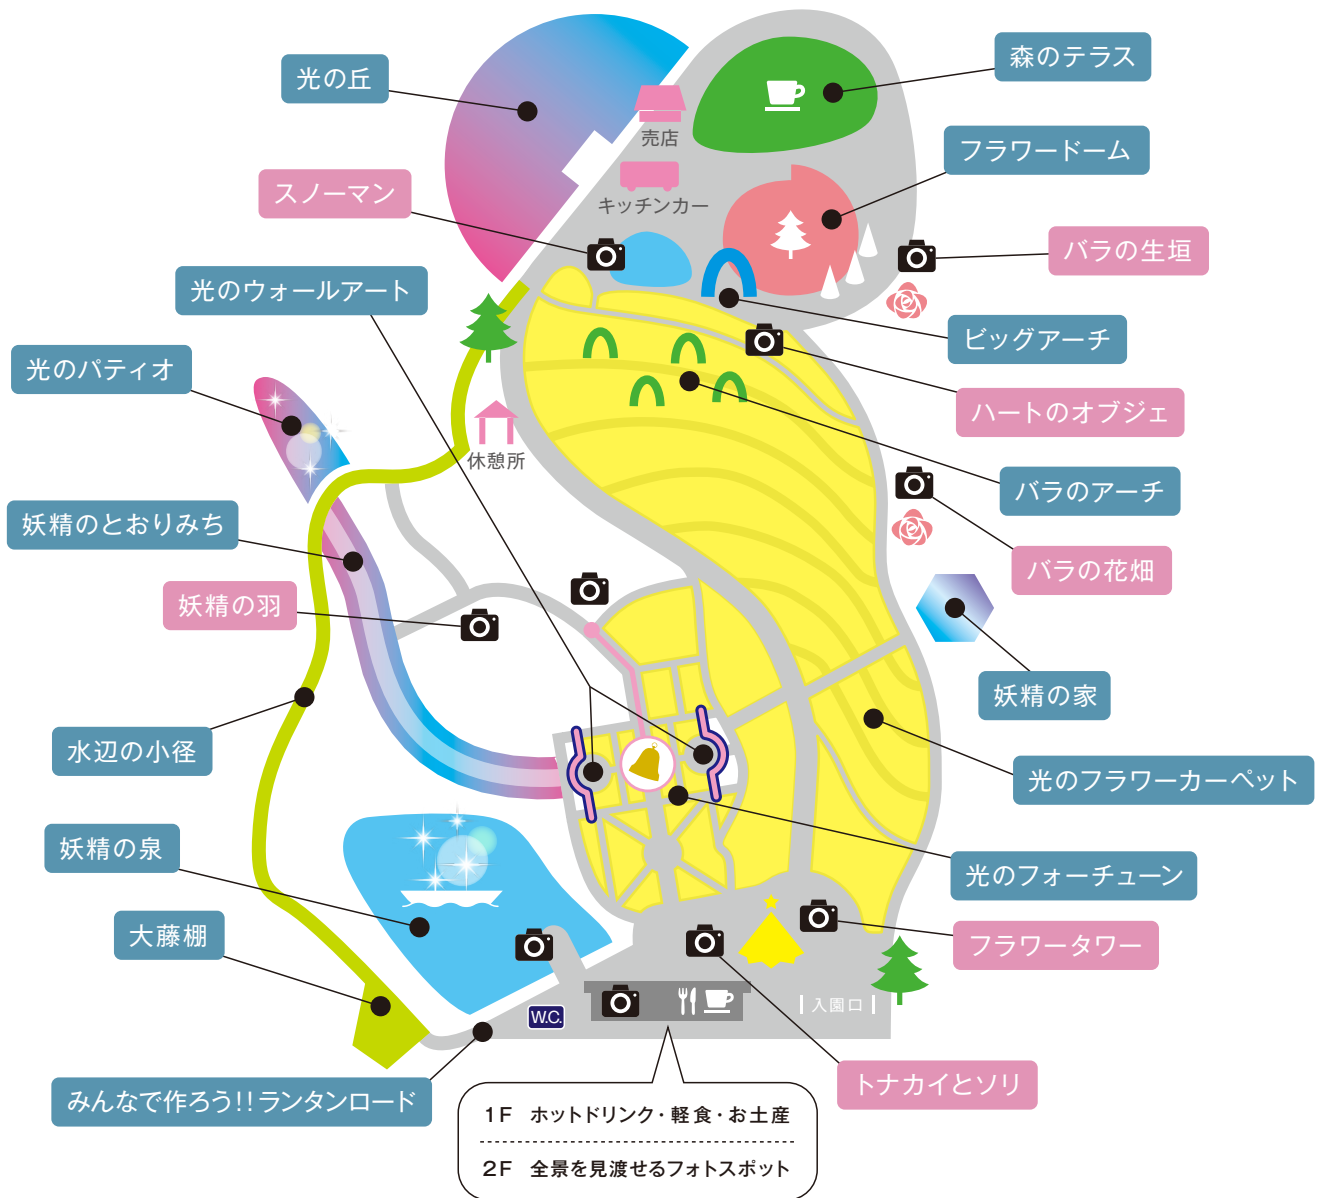 光の丘
森のテラス
売店
フラワードーム
スノーマン
キッチンカー
バラの生垣
光のウォールアート
ビッグアーチ
光のパティオ
ハートのオブジェ
休憩所
バラのアーチ
妖精のとおりみち
バラの花畑
妖精の羽
妖精の家
水辺の小径
光のフラワーカーペット
妖精の泉
光のフォーチューン
大藤棚
フラワータワー
入園口
W.C.
トナカイとソリ
みんなで作ろう!!ランタンロード
1F ホットドリンク・軽食・お土産
2F 全景を見渡せるフォトスポット